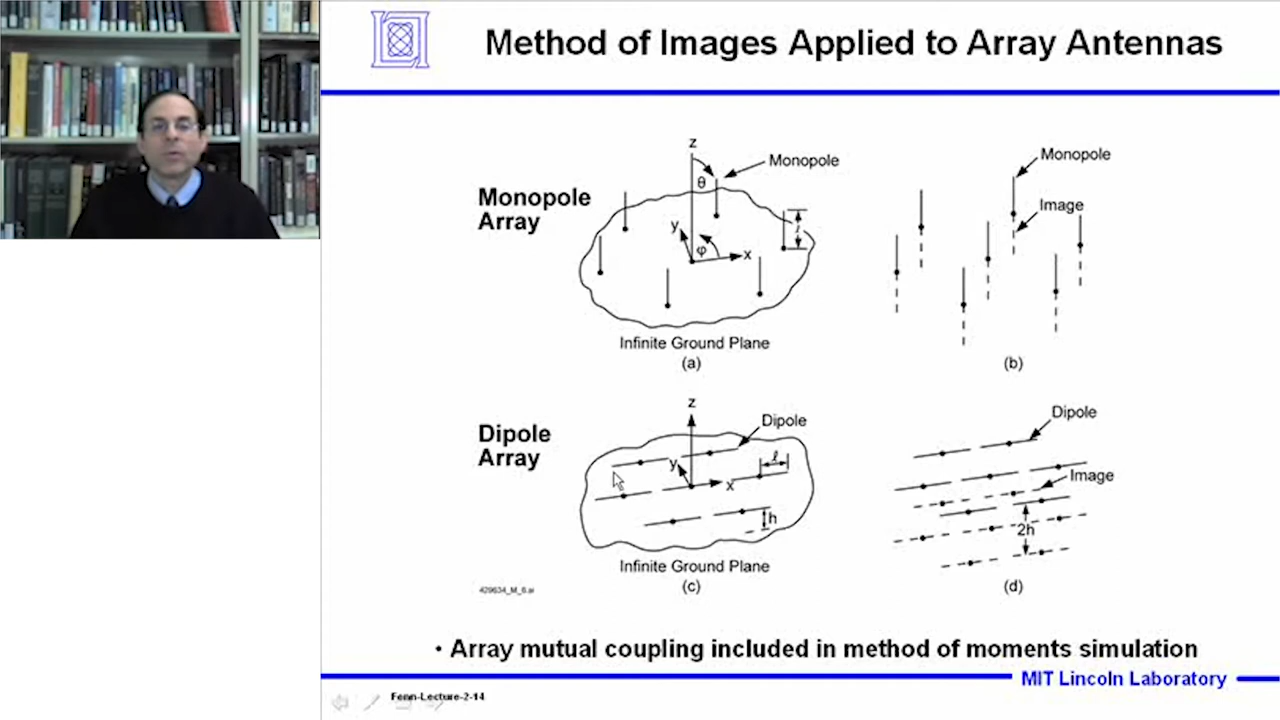 Method of Images Applied to Array Antennas
Monopole
Array
z
θ
Monopole
y
φ
x
l
Infinite Ground Plane
(a)
Monopole
Image
(b)
Dipole
Array
z
Dipole
y
x
ℓ
h
Infinite Ground Plane
(c)
Dipole
Image
2h
(d)
429634_M_6.ai
• Array mutual coupling included in method of moments simulation
MIT Lincoln Laboratory
Fenn-Lecture-2-14